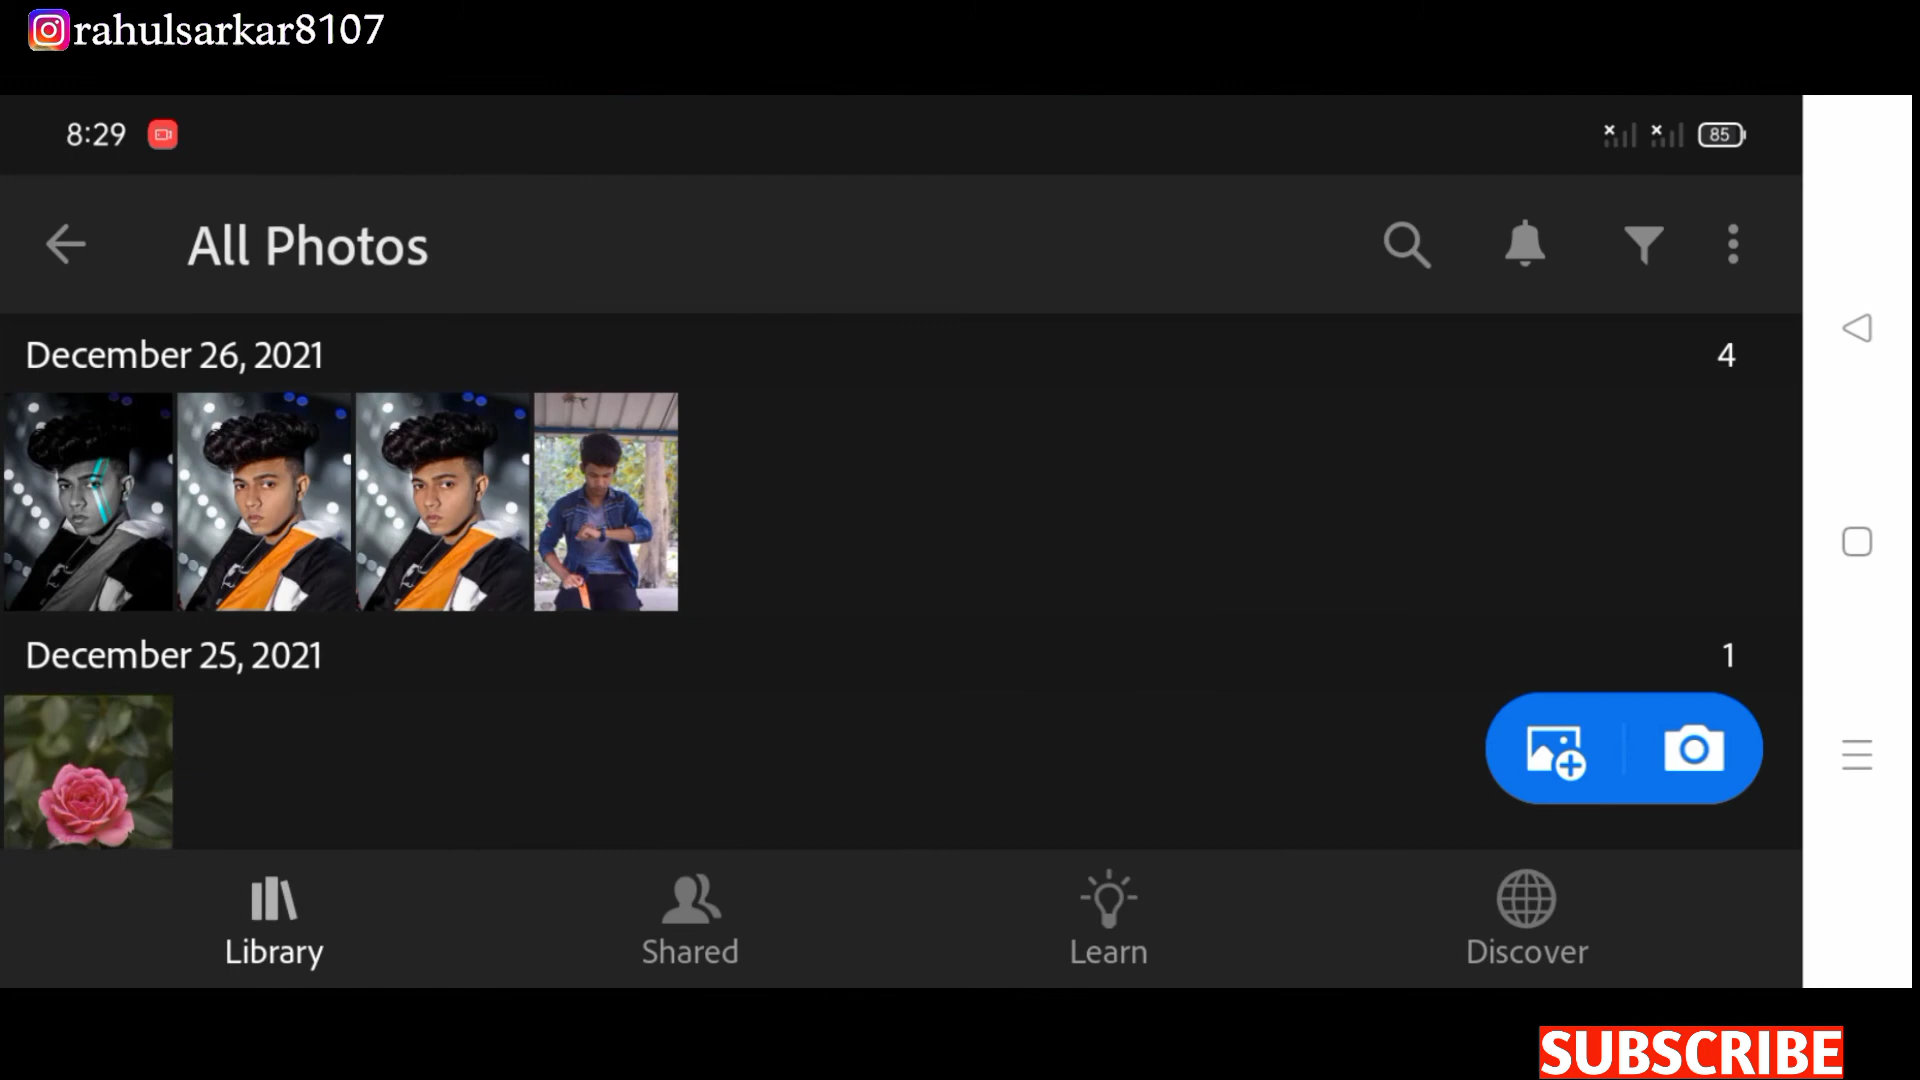 rahulsarkar8107
8:29
85
All Photos
December 26, 2021
4
December 25, 2021
1
Library
Shared
Learn
Discover
SUBSCRIBE